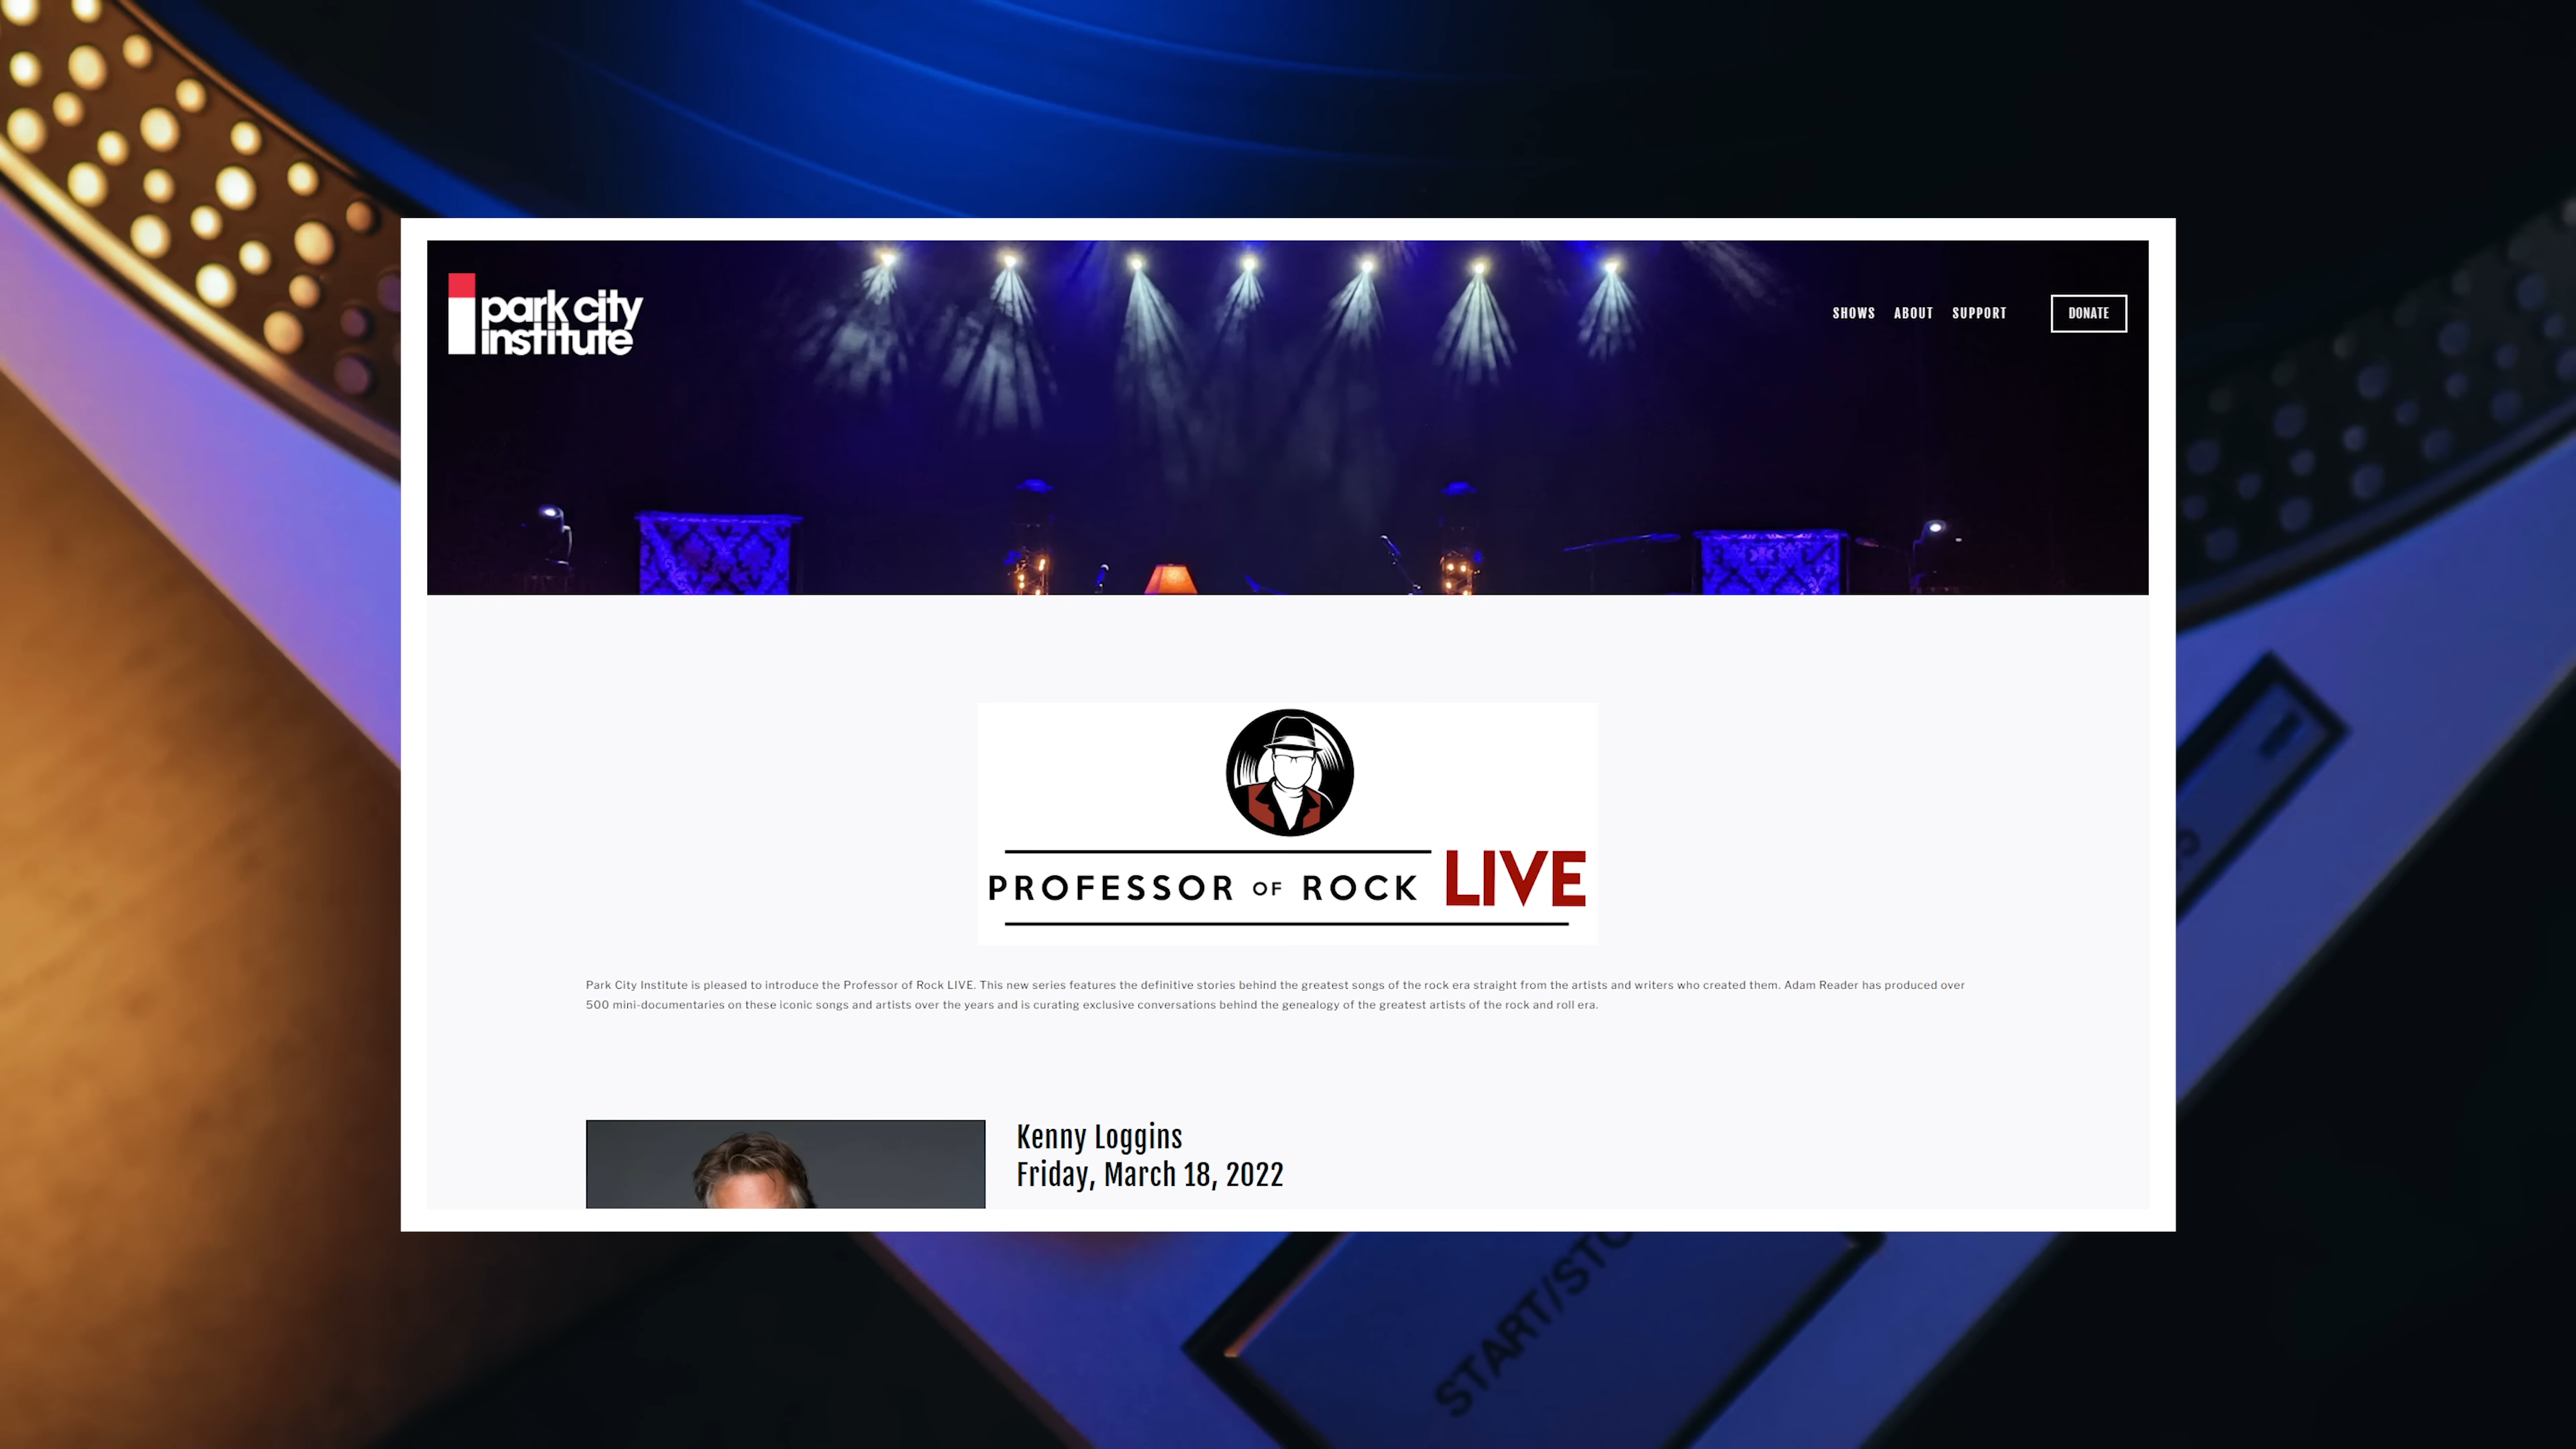 park city
institute
SHOWS ABOUT SUPPORT DONATE
PROFESSOR OF ROCK LIVE
Park City Institute is pleased to introduce the Professor of Rock LIVE. This new series features the definitive stories behind the greatest songs of the rock era straight from the artists and writers who created them. Adam Reader has produced over
500 mini-documentaries on these iconic songs and artists over the years and is curating exclusive conversations behind the genealogy of the greatest artists of the rock and roll era.
Kenny Loggins
Friday, March 18, 2022
START/STO